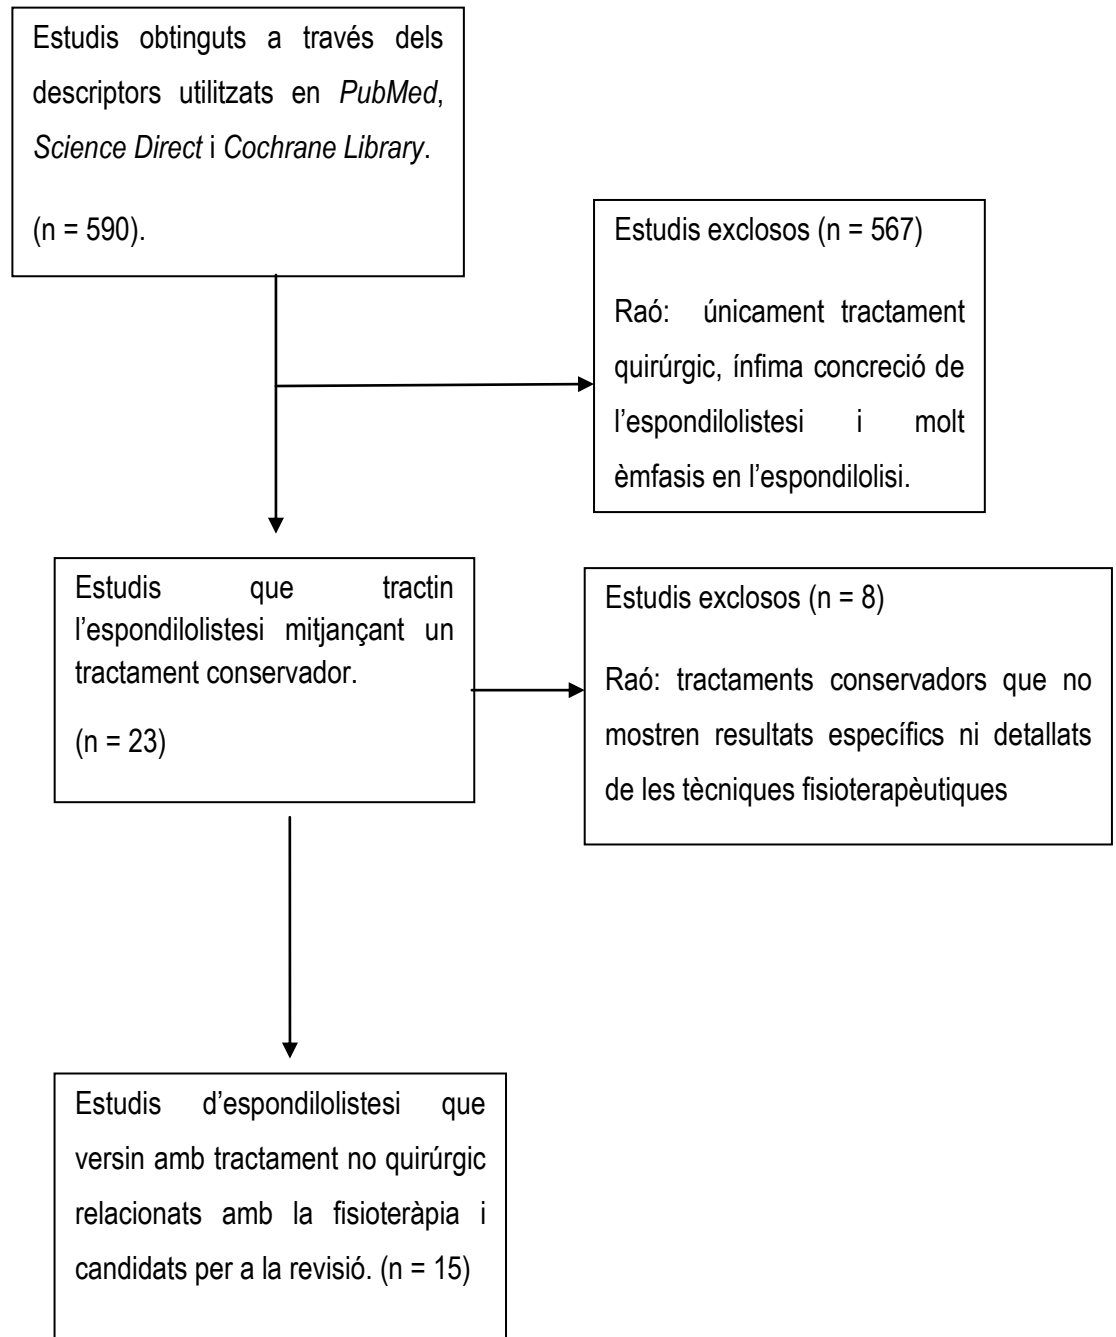 Estudis obtinguts a través dels
descriptors utilitzats en PubMed,
Science Direct i Cochrane Library.
(n = 590).
Estudis exclosos (n = 567)
Raó: únicament tractament
quirúrgic, ínfima concreció de
l’espondilolistesi i molt
èmfasis en l’espondilolisi.
Estudis que tractin
l’espondilolistesi mitjançant un
tractament conservador.
(n = 23)
Estudis exclosos (n = 8)
Raó: tractaments conservadors que no
mostren resultats específics ni detallats
de les tècniques fisioterapèutiques
Estudis d’espondilolistesi que
versin amb tractament no quirúrgic
relacionats amb la fisioteràpia i
candidats per a la revisió. (n = 15)